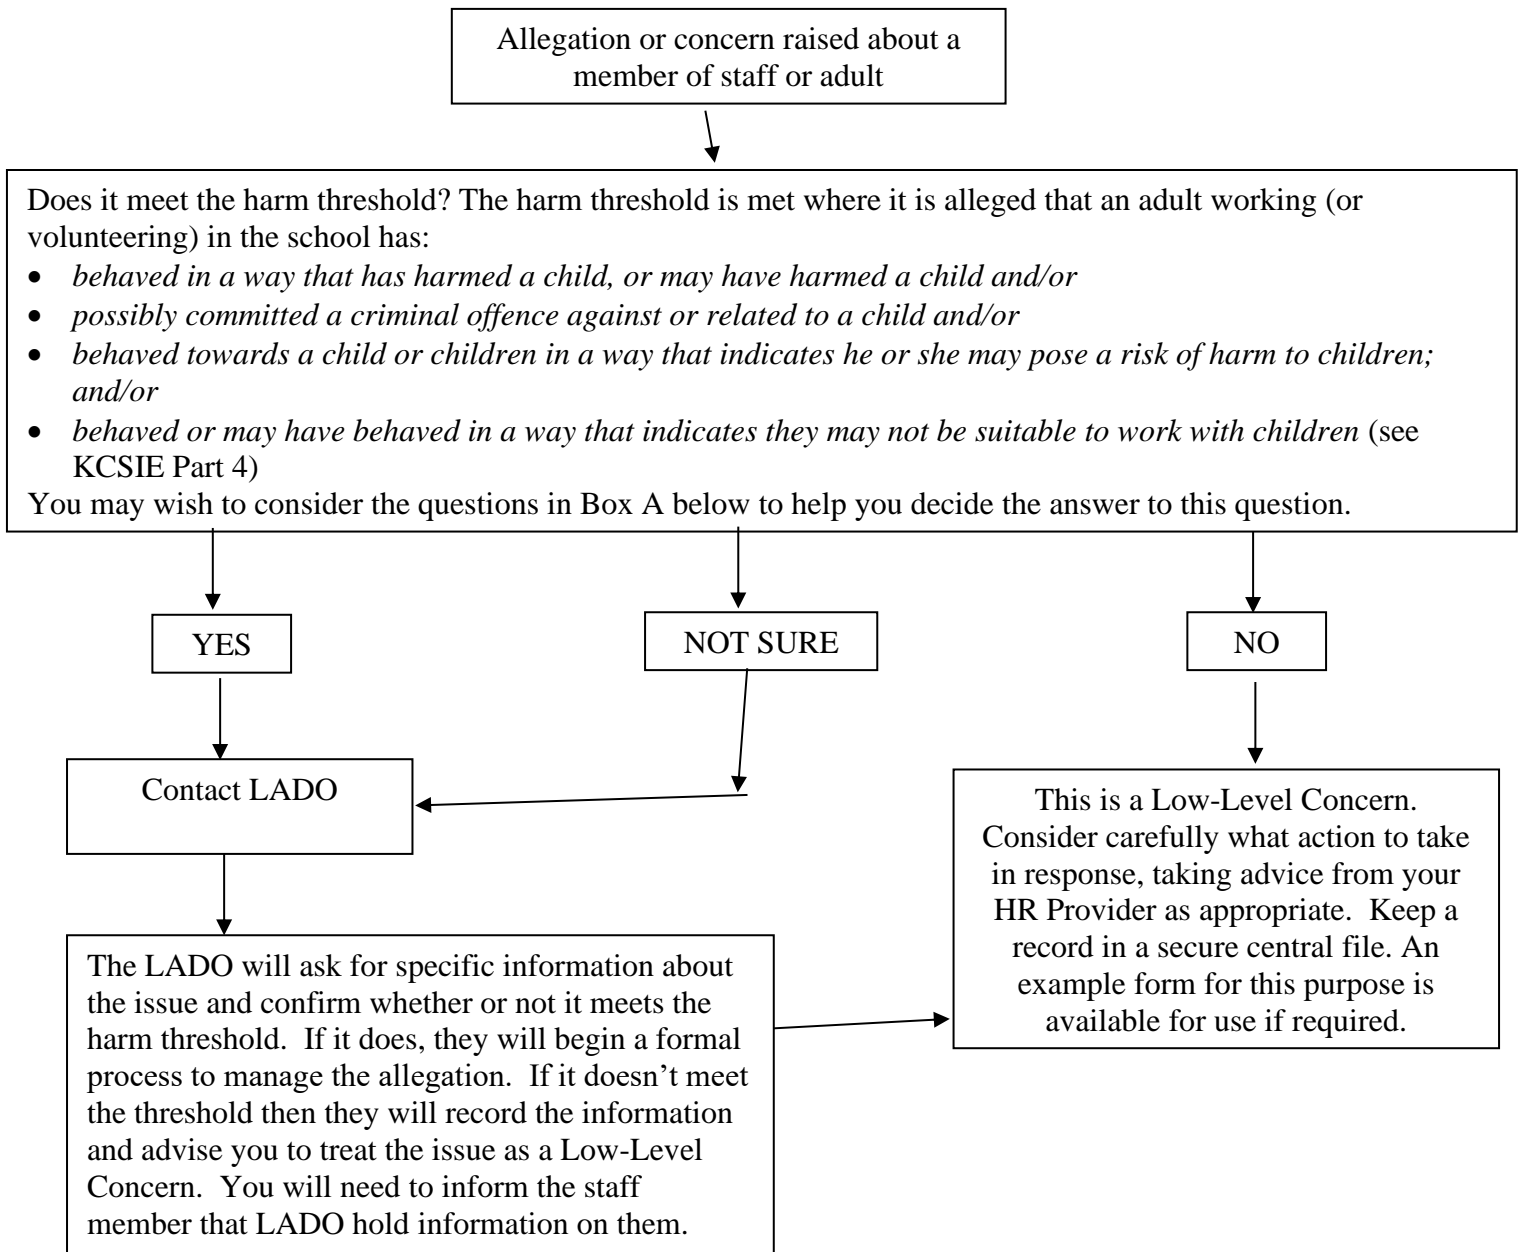 Allegation or concern raised about a
member of staff or adult
Does it meet the harm threshold? The harm threshold is met where it is alleged that an adult working (or
volunteering) in the school has:
• behaved in a way that has harmed a child, or may have harmed a child and/or
• possibly committed a criminal offence against or related to a child and/or
• behaved towards a child or children in a way that indicates he or she may pose a risk of harm to children;
and/or
• behaved or may have behaved in a way that indicates they may not be suitable to work with children (see
KCSIE Part 4)
You may wish to consider the questions in Box A below to help you decide the answer to this question.
YES
NOT SURE
NO
Contact LADO
This is a Low-Level Concern.
Consider carefully what action to take
in response, taking advice from your
HR Provider as appropriate.  Keep a
record in a secure central file. An
example form for this purpose is
available for use if required.
The LADO will ask for specific information about
the issue and confirm whether or not it meets the
harm threshold.  If it does, they will begin a formal
process to manage the allegation.  If it doesn't meet
the threshold then they will record the information
and advise you to treat the issue as a Low-Level
Concern.  You will need to inform the staff
member that LADO hold information on them.